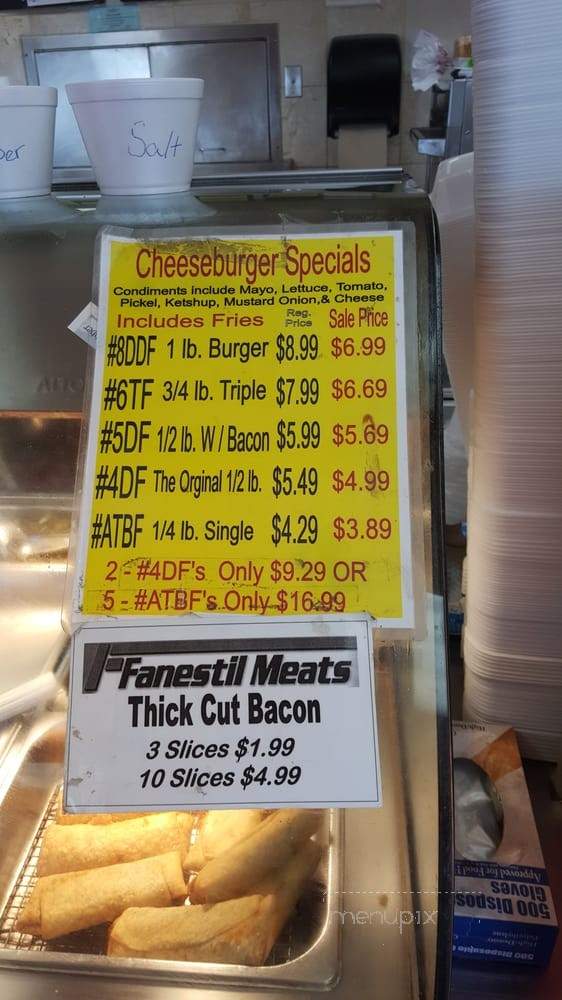 Salt
Cheeseburger Specials
Condiments include Mayo, Lettuce, Tomato,
Pickel, Ketshup, Mustard Onion,& Cheese
Includes Fries Reg. Price Sale Price
#8DDF 1 lb. Burger $8.99 $6.99
#6TF 3/4 lb. Triple $7.99 $6.69
#5DF 1/2 lb. W/Bacon $5.99 $5.69
#4DF The Orginal 1/2 lb. $5.49 $4.99
#ATBF 1/4 lb. Single $4.29 $3.89
2 - #4DF's Only $9.29 OR
5 - #ATBF's Only $16.99
Fanestil Meats
Thick Cut Bacon
3 Slices $1.99
10 Slices $4.99
menupix
500 Dispos
Gloves
Approved for Food